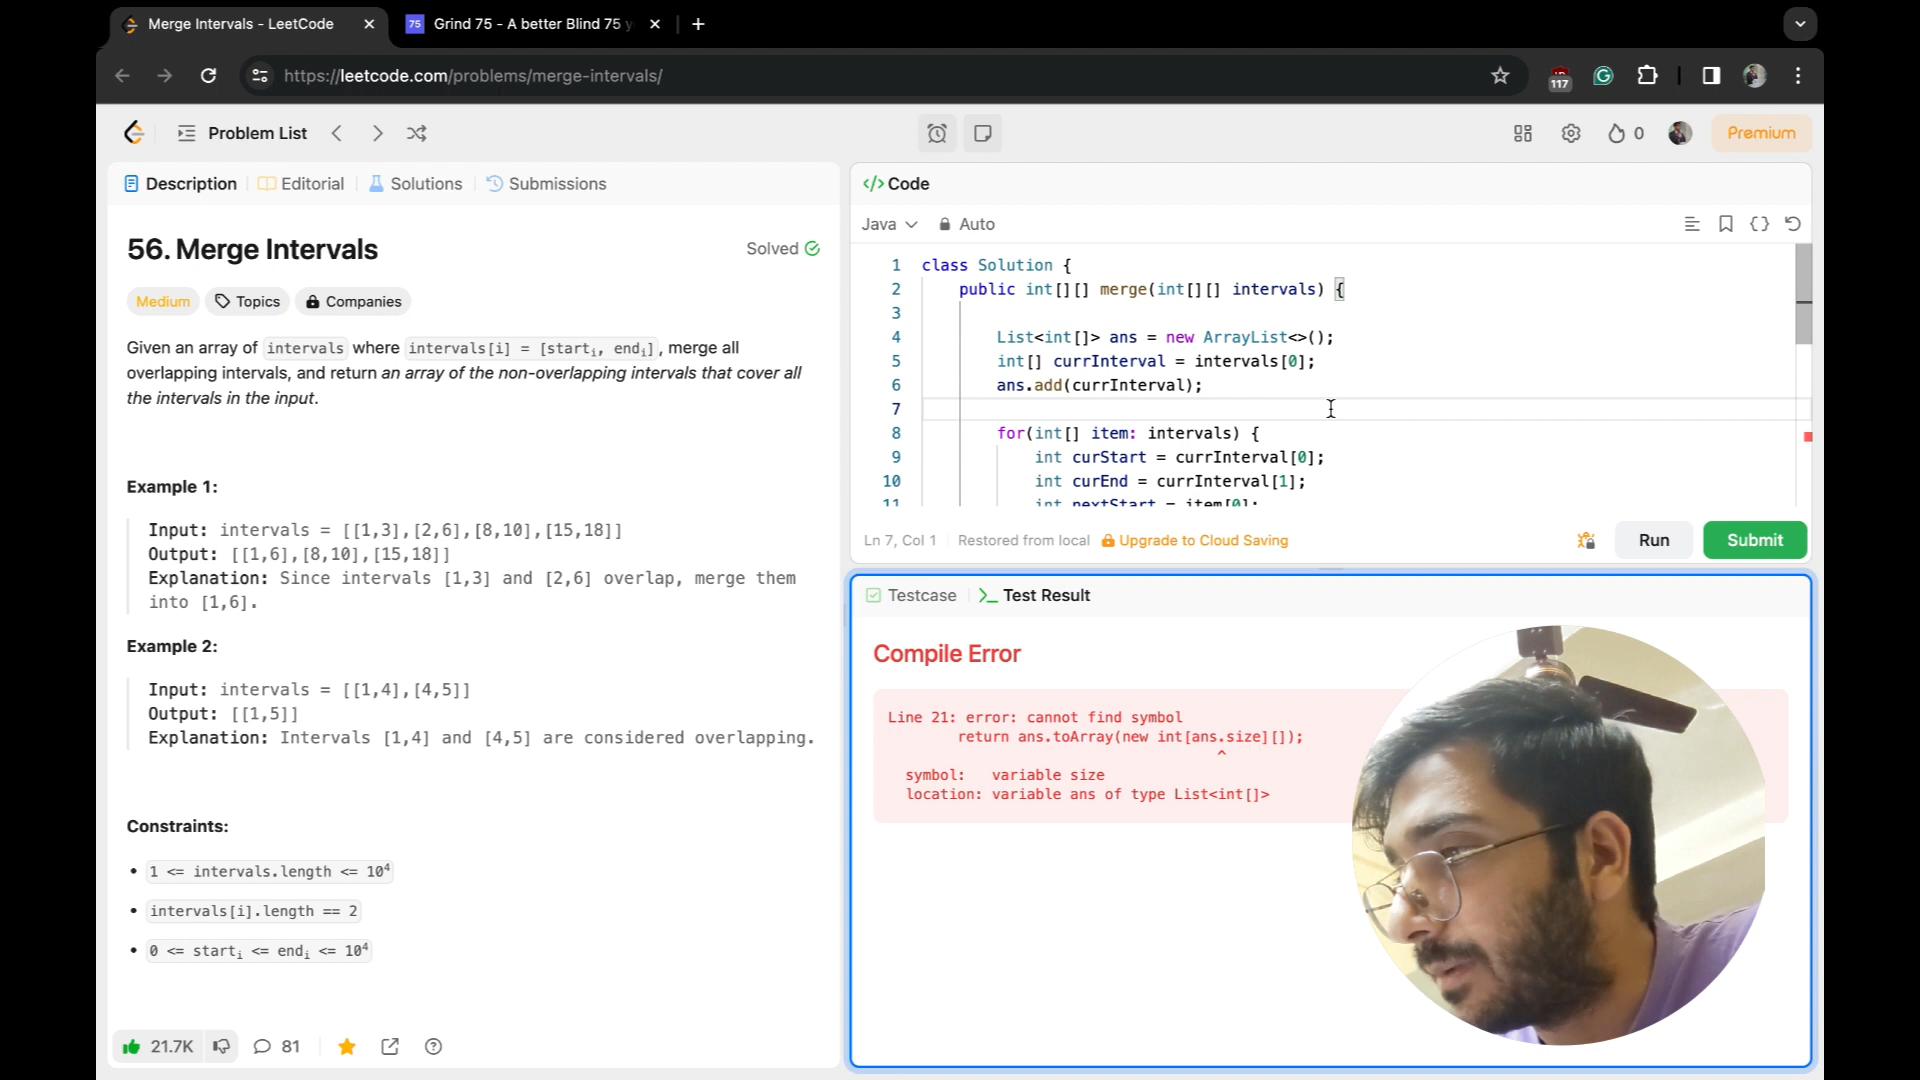 Merge Intervals - LeetCode
75 Grind 75 - A better Blind 75 y
https://leetcode.com/problems/merge-intervals/
117
Problem List
0
Premium
Description
Editorial
Solutions
Submissions
56. Merge Intervals
Solved
Medium
Topics
Companies
Given an array of intervals where intervals[i] = [starti, endi], merge all
overlapping intervals, and return an array of the non-overlapping intervals that cover all
the intervals in the input.
Example 1:
Input: intervals = [[1,3],[2,6],[8,10],[15,18]]
Output: [[1,6],[8,10],[15,18]]
Explanation: Since intervals [1,3] and [2,6] overlap, merge them
into [1,6].
Example 2:
Input: intervals = [[1,4],[4,5]]
Output: [[1,5]]
Explanation: Intervals [1,4] and [4,5] are considered overlapping.
Constraints:
• 1 <= intervals.length <= 10⁴
• intervals[i].length == 2
• 0 <= starti <= endi <= 10⁴
21.7K
81
</> Code
Java
Auto
1 class Solution {
2 public int[][] merge(int[][] intervals) {
3
4 List<int[]> ans = new ArrayList<>();
5 int[] currInterval = intervals[0];
6 ans.add(currInterval);
7
8 for(int[] item: intervals) {
9 int curStart = currInterval[0];
10 int curEnd = currInterval[1];
11 int nextStart = item[0];
Ln 7, Col 1
Restored from local
Upgrade to Cloud Saving
Run
Submit
Testcase
>_ Test Result
Compile Error
Line 21: error: cannot find symbol
return ans.toArray(new int[ans.size][]);
^
symbol: variable size
location: variable ans of type List<int[]>